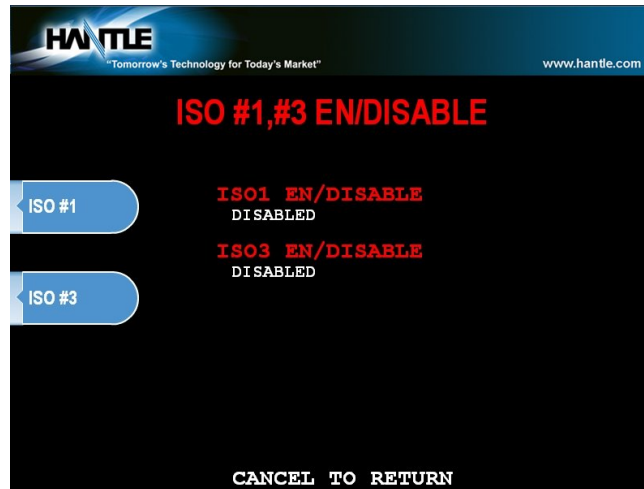 HANTLE
"Tomorrow's Technology for Today's Market"
www.hantle.com
ISO #1,#3 EN/DISABLE
ISO #1
ISO1 EN/DISABLE
DISABLED
ISO3 EN/DISABLE
DISABLED
ISO #3
CANCEL TO RETURN